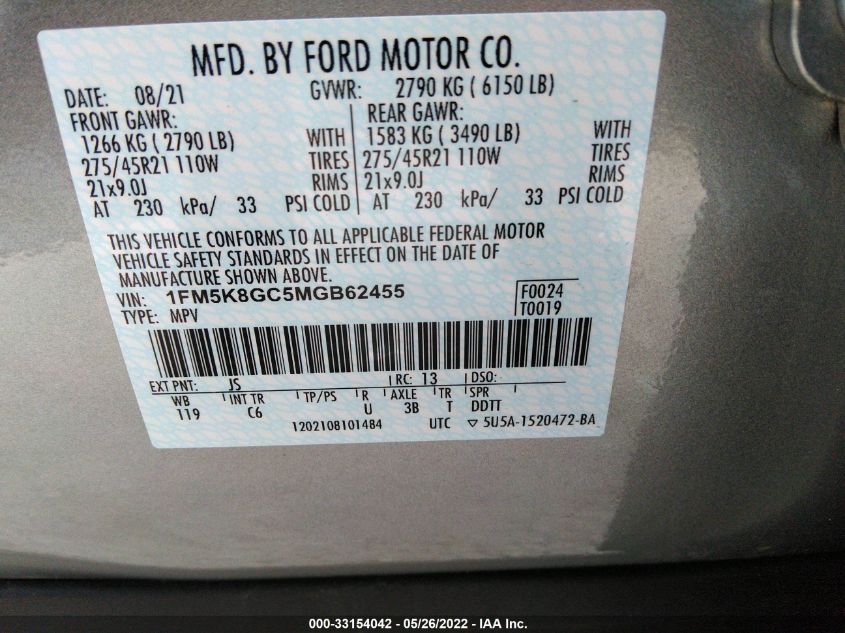 MFD. BY FORD MOTOR CO.
DATE: 08/21 GVWR: 2790 KG ( 6150 LB)
FRONT GAWR: REAR GAWR:
1266 KG ( 2790 LB) WITH 1583 KG ( 3490 LB) WITH
275/45R21 110W TIRES 275/45R21 110W TIRES
21x9.0J RIMS 21x9.0J RIMS
AT 230 kPa/ 33 PSI COLD AT 230 kPa/ 33 PSI COLD
THIS VEHICLE CONFORMS TO ALL APPLICABLE FEDERAL MOTOR
VEHICLE SAFETY STANDARDS IN EFFECT ON THE DATE OF
MANUFACTURE SHOWN ABOVE.
VIN: 1FM5K8GC5MGB62455 F0024
TYPE: MPV T0019
EXT PNT: JS RC: 13 DSO:
WB INT TR TP/PS R AXLE TR SPR
119 C6 U 3B T DDTT
1202108101484 UTC ▽ 5U5A-1520472-BA
000-33154042 - 05/26/2022 - IAA Inc.